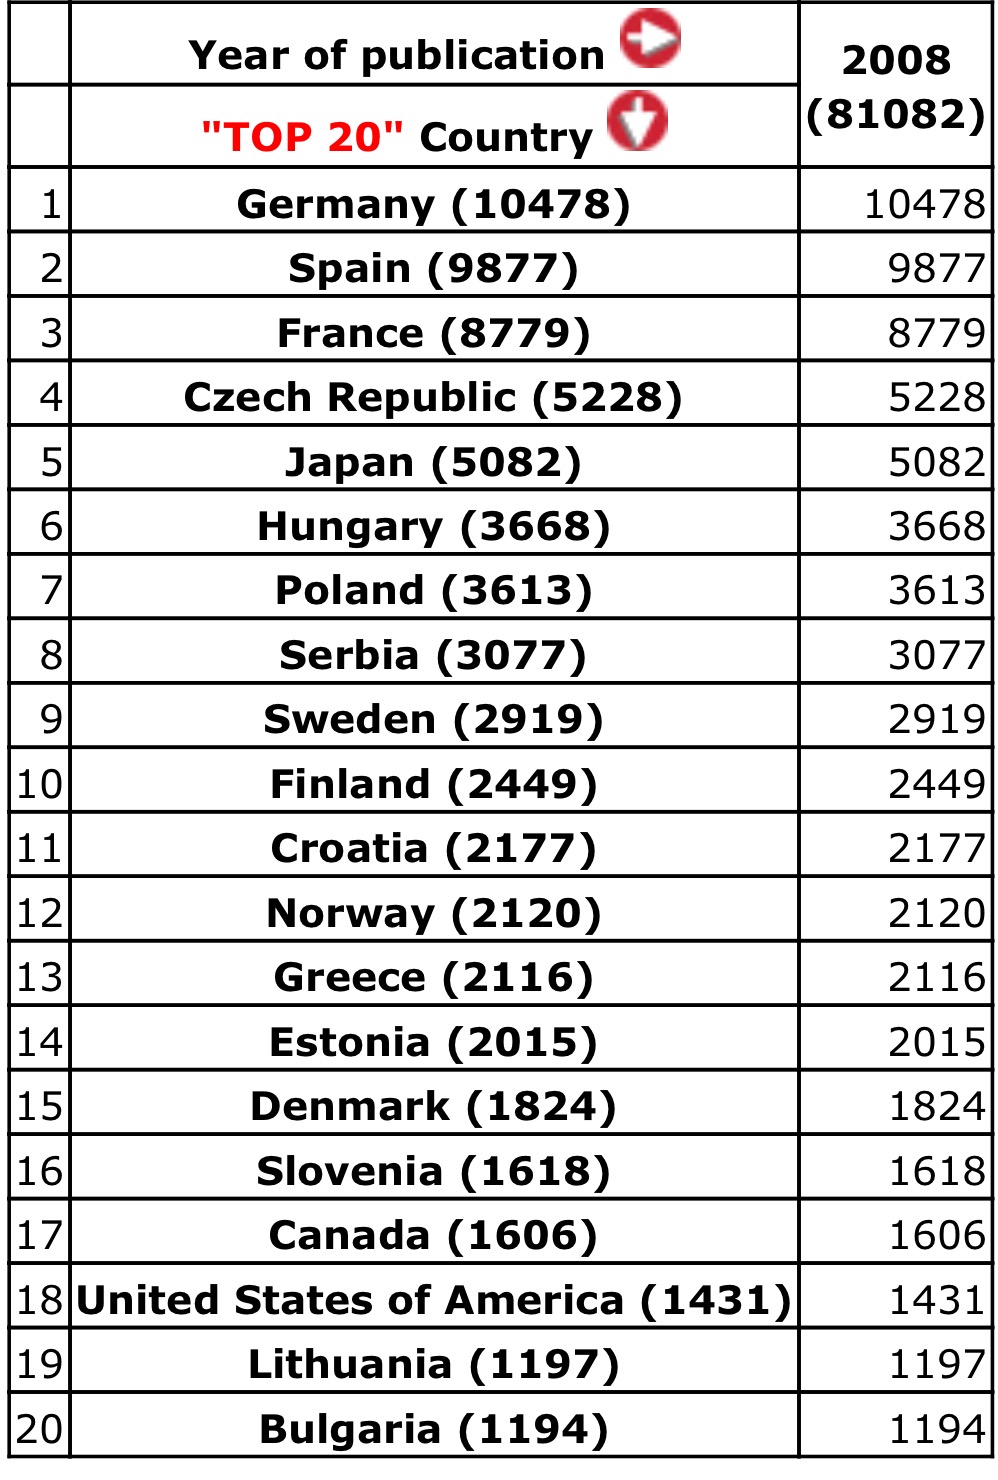 Year of publication
2008
(81082)
"TOP 20" Country
1 Germany (10478) 10478
2 Spain (9877) 9877
3 France (8779) 8779
4 Czech Republic (5228) 5228
5 Japan (5082) 5082
6 Hungary (3668) 3668
7 Poland (3613) 3613
8 Serbia (3077) 3077
9 Sweden (2919) 2919
10 Finland (2449) 2449
11 Croatia (2177) 2177
12 Norway (2120) 2120
13 Greece (2116) 2116
14 Estonia (2015) 2015
15 Denmark (1824) 1824
16 Slovenia (1618) 1618
17 Canada (1606) 1606
18 United States of America (1431) 1431
19 Lithuania (1197) 1197
20 Bulgaria (1194) 1194